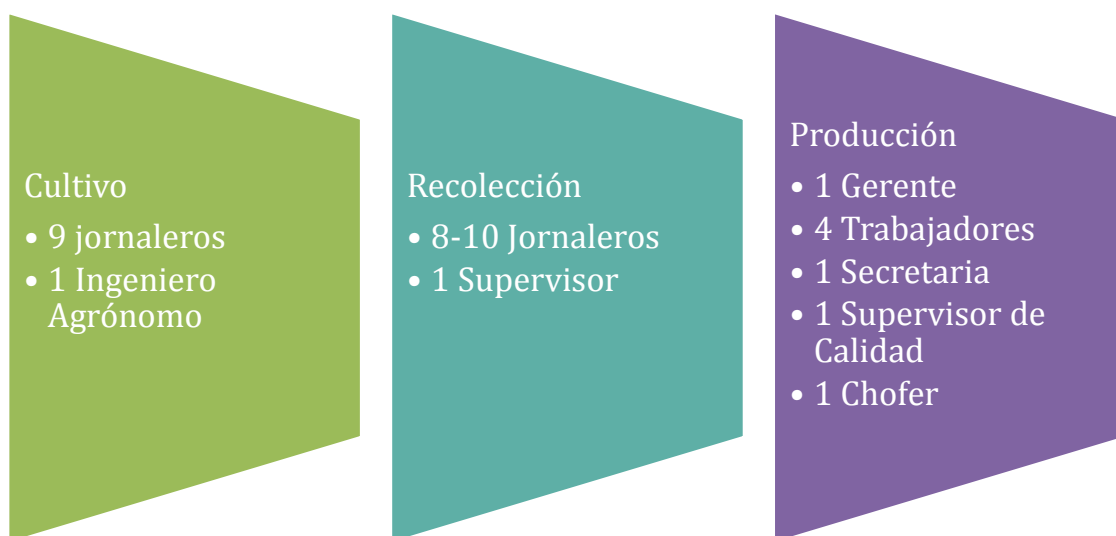 Cultivo
• 9 jornaleros
• 1 Ingeniero
Agrónomo
Recolección
• 8-10 Jornaleros
• 1 Supervisor
Producción
• 1 Gerente
• 4 Trabajadores
• 1 Secretaria
• 1 Supervisor de
Calidad
• 1 Chofer